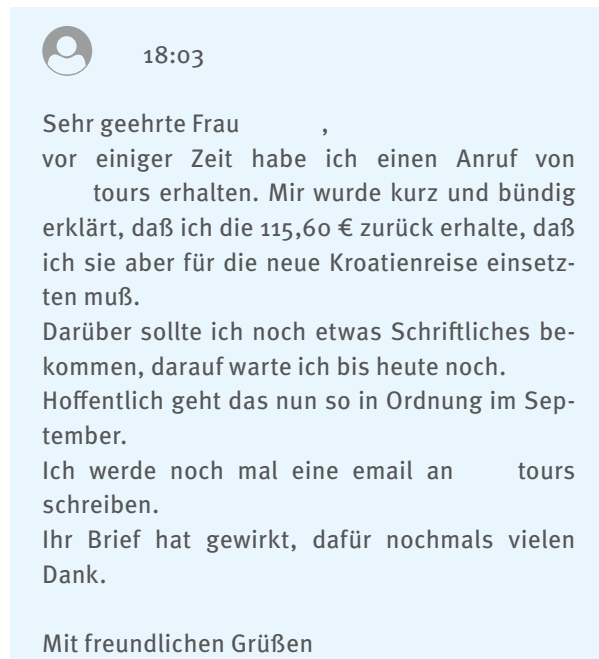 18:03
Sehr geehrte Frau ,
vor einiger Zeit habe ich einen Anruf von
tours erhalten. Mir wurde kurz und bündig
erklärt, daß ich die 115,60 € zurück erhalte, daß
ich sie aber für die neue Kroatienreise einsetz-
ten muß.
Darüber sollte ich noch etwas Schriftliches be-
kommen, darauf warte ich bis heute noch.
Hoffentlich geht das nun so in Ordnung im Sep-
tember.
Ich werde noch mal eine email an tours
schreiben.
Ihr Brief hat gewirkt, dafür nochmals vielen
Dank.
Mit freundlichen Grüßen